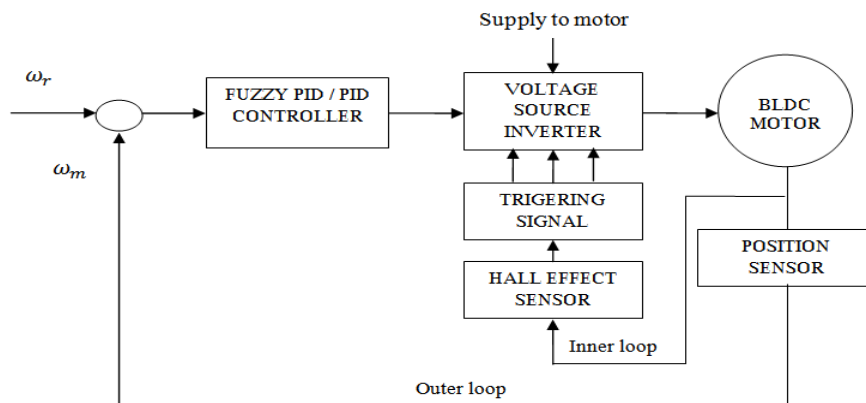 Supply to motor
ωr
FUZZY PID / PID
CONTROLLER
VOLTAGE
SOURCE
INVERTER
BLDC
MOTOR
ωm
TRIGERING
SIGNAL
POSITION
SENSOR
HALL EFFECT
SENSOR
Inner loop
Outer loop